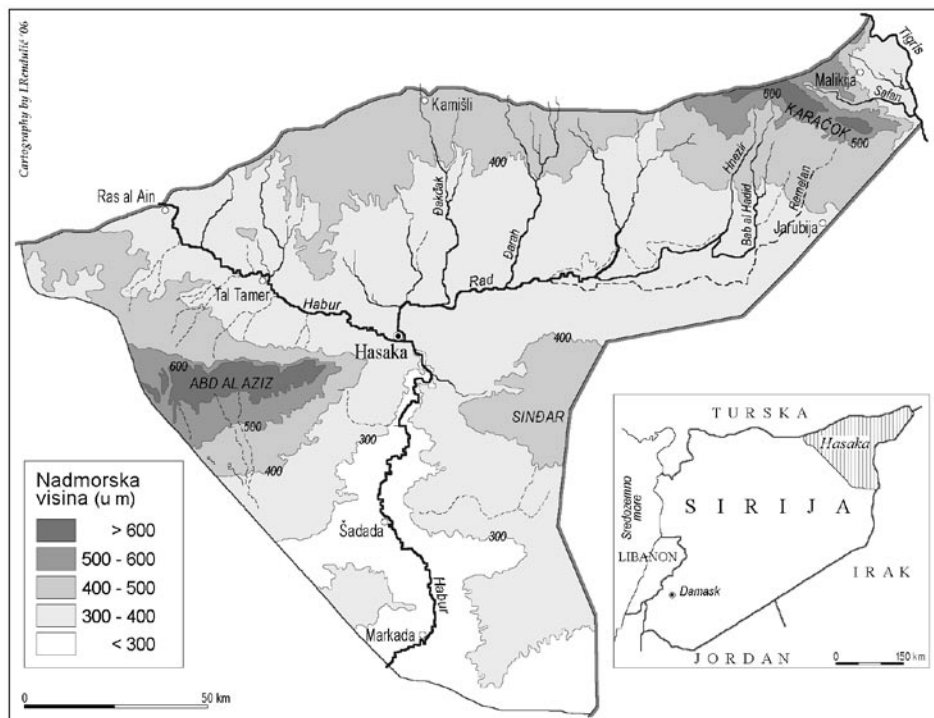 Cartography by I.Rendulić '06
Tigris
Malikija
Safan
600
KARAČOK
500
Kamišli
400
Hnezir
Bab al Hadid
Remelan
Ras al Ain
Đakđak
Đarah
Jarubija
Tal Tamer
Habur
Rad
Hasaka
400
600
ABD AL AZIZ
SINĐAR
500
300
400
300
Šadada
Habur
Markada
Nadmorska
visina (u m)
> 600
500 - 600
400 - 500
300 - 400
< 300
0 50 km
TURSKA
Hasaka
Sredozemno
more
SIRIJA
LIBANON
IRAK
Damask
JORDAN
0 150 km